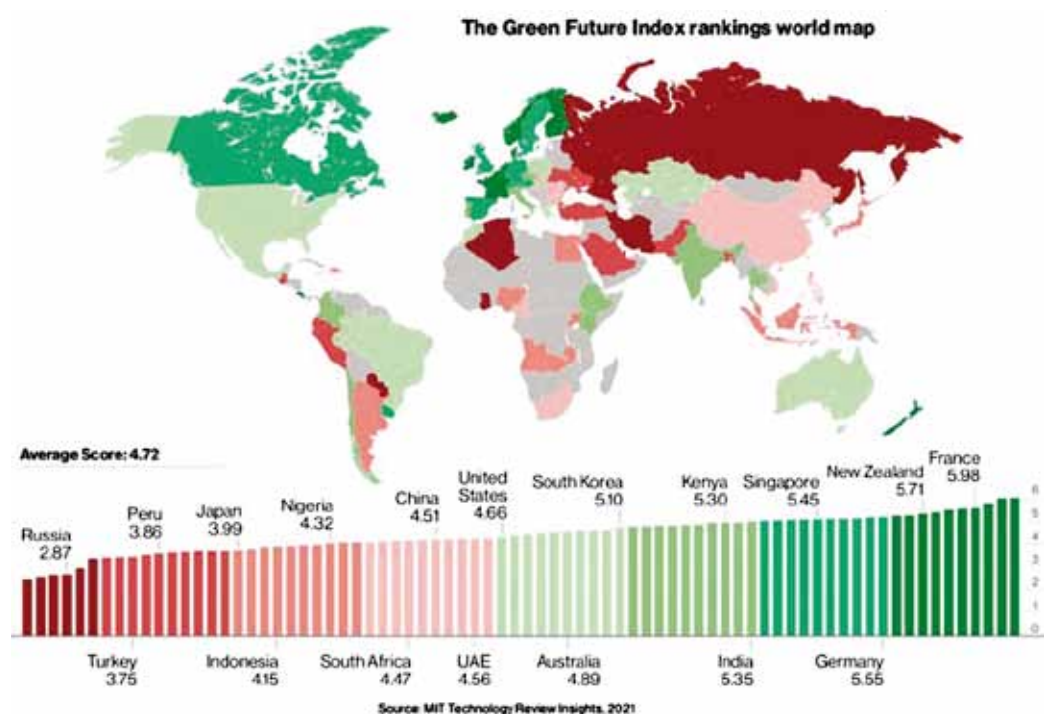 The Green Future Index rankings world map
Average Score: 4.72
Russia
2.87
Peru
3.86
Japan
3.99
Nigeria
4.32
China
4.51
United
States
4.66
South Korea
5.10
Kenya
5.30
Singapore
5.45
New Zealand
5.71
France
5.98
6
5
4
3
2
1
0
Turkey
3.75
Indonesia
4.15
South Africa
4.47
UAE
4.56
Australia
4.89
India
5.35
Germany
5.55
Source: MIT Technology Review Insights, 2021